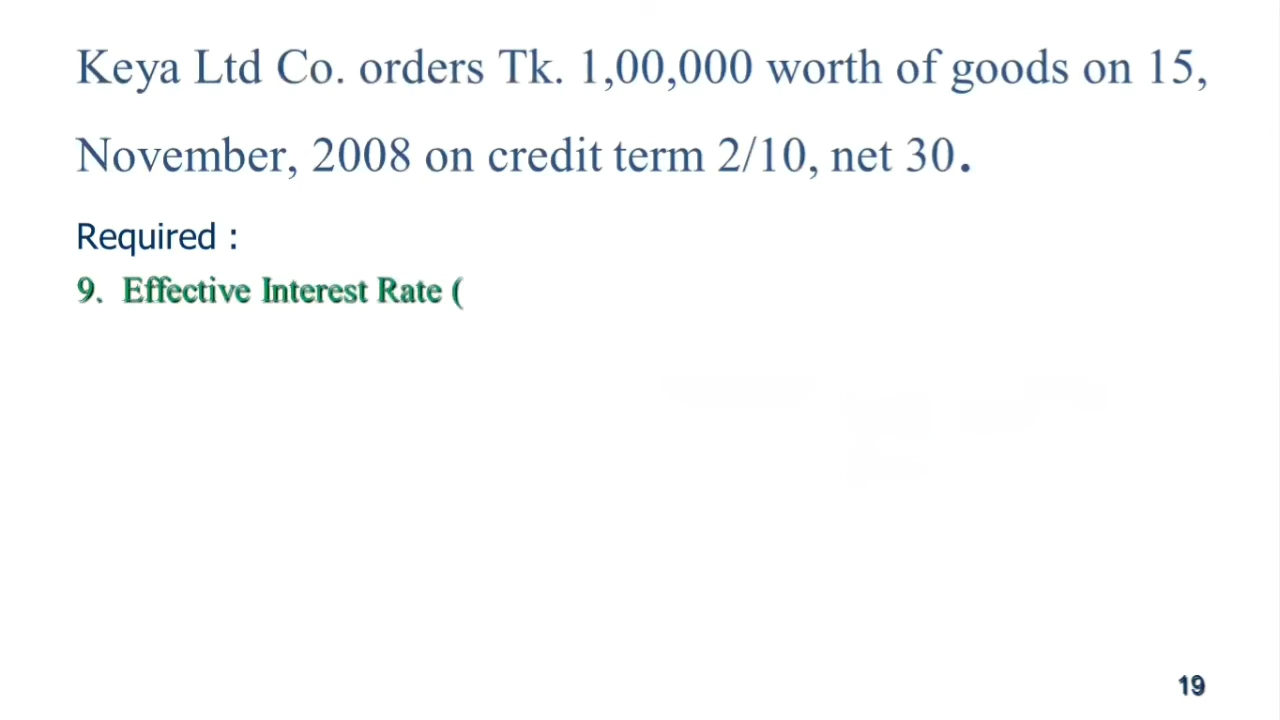 Keya Ltd Co. orders Tk. 1,00,000 worth of goods on 15,
November, 2008 on credit term 2/10, net 30.
Required :
9. Effective Interest Rate (
19